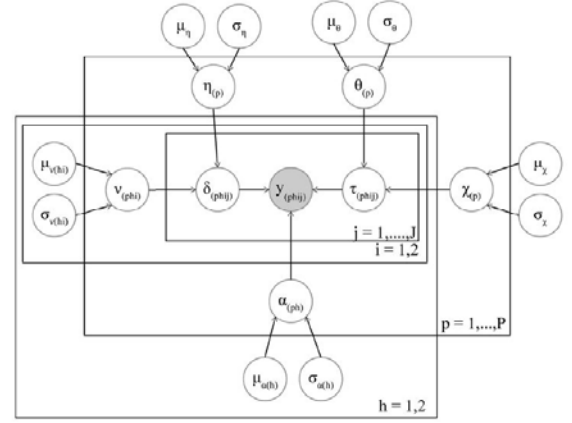 μ_η σ_η μ_θ σ_θ
η_(p) θ_(p)
μ_ν(hi) ν_(phi) δ_(phij) y_(phij) τ_(phij) χ_(p) μ_χ
σ_ν(hi) σ_χ
j = 1,....,J
i = 1,2
α_(ph)
p = 1,...,P
μ_α(h) σ_α(h)
h = 1,2